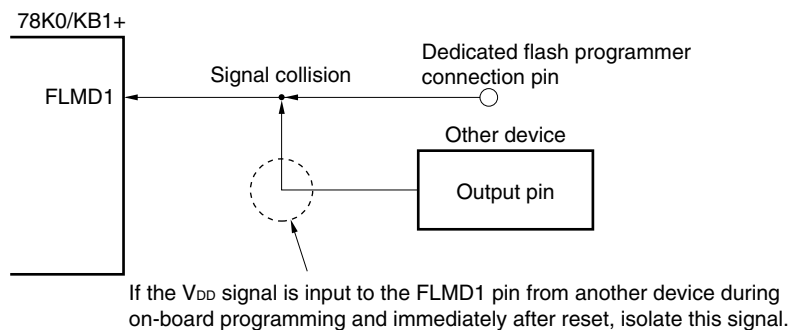 78K0/KB1+
Dedicated flash programmer
connection pin
Signal collision
FLMD1
Other device
Output pin
If the VDD signal is input to the FLMD1 pin from another device during
on-board programming and immediately after reset, isolate this signal.